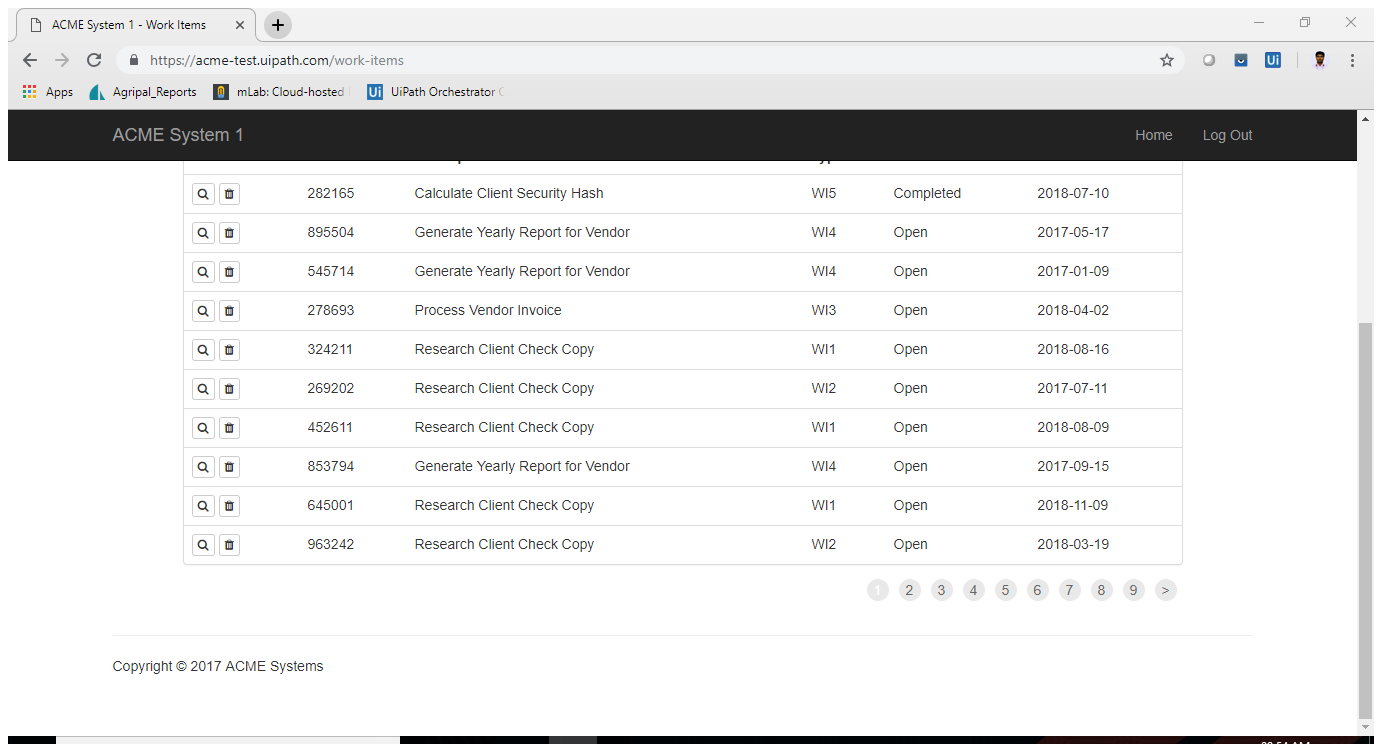 ACME System 1 - Work Items
https://acme-test.uipath.com/work-items
Apps Agripal_Reports mLab: Cloud-hosted Ui UiPath Orchestrator
ACME System 1 Home Log Out
282165 Calculate Client Security Hash WI5 Completed 2018-07-10
895504 Generate Yearly Report for Vendor WI4 Open 2017-05-17
545714 Generate Yearly Report for Vendor WI4 Open 2017-01-09
278693 Process Vendor Invoice WI3 Open 2018-04-02
324211 Research Client Check Copy WI1 Open 2018-08-16
269202 Research Client Check Copy WI2 Open 2017-07-11
452611 Research Client Check Copy WI1 Open 2018-08-09
853794 Generate Yearly Report for Vendor WI4 Open 2017-09-15
645001 Research Client Check Copy WI1 Open 2018-11-09
963242 Research Client Check Copy WI2 Open 2018-03-19
1 2 3 4 5 6 7 8 9 >
Copyright © 2017 ACME Systems